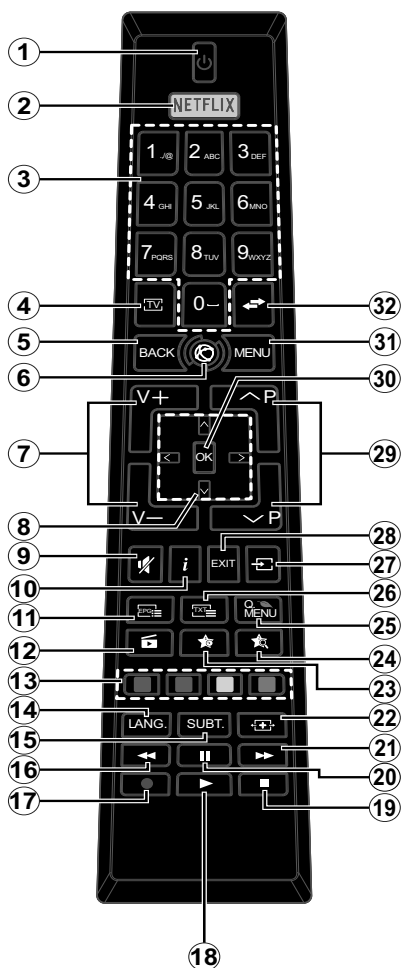 1
2 NETFLIX
1 ./@ 2 ABC 3 DEF
3
4 GHI 5 JKL 6 MNO
7 PQRS 8 TUV 9 WXYZ
4 TV 0 32
5 BACK MENU 31
6 30
V+ P
7 OK 29
8 V- P
9 i EXIT 28
10 27
11 EPG TXT Q MENU 26
12 25
24
13 23
14 LANG. SUBT. 22
15 21
16 20
17 19
18